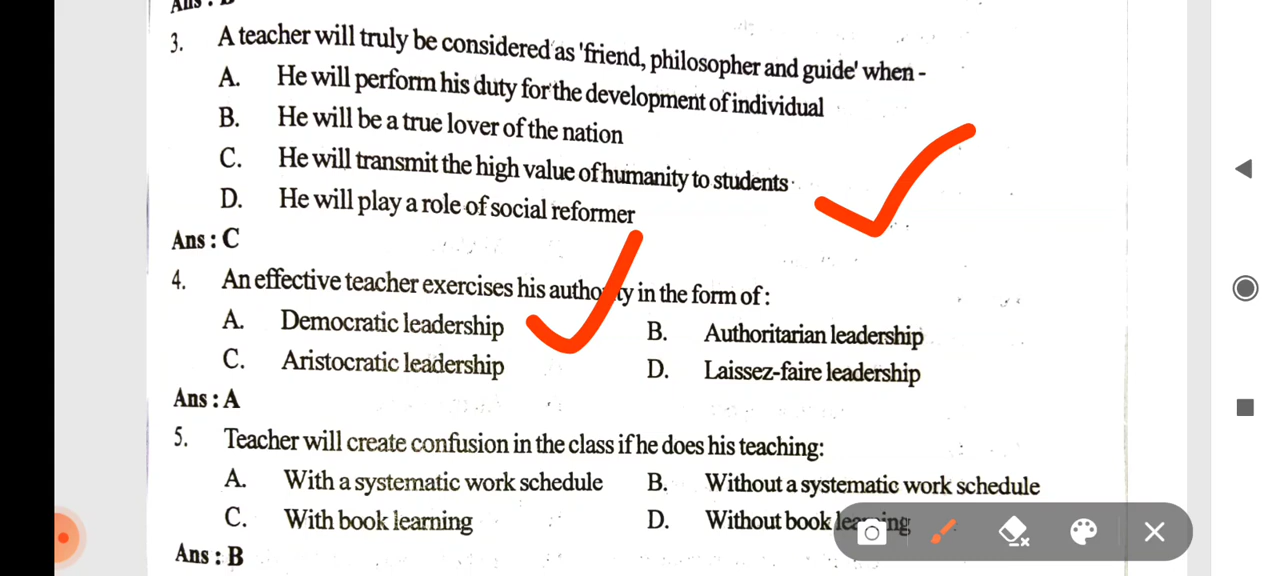 3. A teacher will truly be considered as 'friend, philosopher and guide' when -
A. He will perform his duty for the development of individual
B. He will be a true lover of the nation
C. He will transmit the high value of humanity to students
D. He will play a role of social reformer
Ans : C
4. An effective teacher exercises his authority in the form of :
A. Democratic leadership B. Authoritarian leadership
C. Aristocratic leadership D. Laissez-faire leadership
Ans : A
5. Teacher will create confusion in the class if he does his teaching:
A. With a systematic work schedule B. Without a systematic work schedule
C. With book learning D. Without book learning
Ans : B